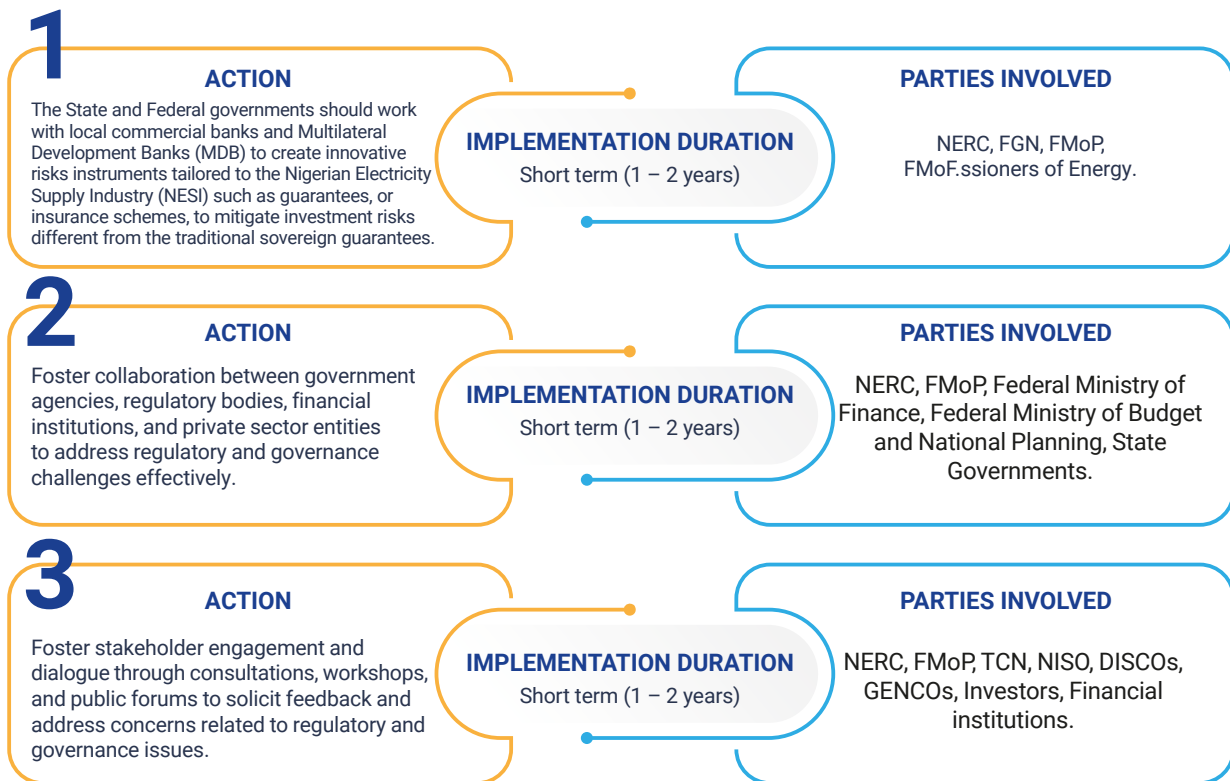 1
ACTION
The State and Federal governments should work
with local commercial banks and Multilateral
Development Banks (MDB) to create innovative
risks instruments tailored to the Nigerian Electricity
Supply Industry (NESI) such as guarantees, or
insurance schemes, to mitigate investment risks
different from the traditional sovereign guarantees.
IMPLEMENTATION DURATION
Short term (1 – 2 years)
PARTIES INVOLVED
NERC, FGN, FMoP,
FMoF.ssioners of Energy.
2
ACTION
Foster collaboration between government
agencies, regulatory bodies, financial
institutions, and private sector entities
to address regulatory and governance
challenges effectively.
IMPLEMENTATION DURATION
Short term (1 – 2 years)
PARTIES INVOLVED
NERC, FMoP, Federal Ministry of
Finance, Federal Ministry of Budget
and National Planning, State
Governments.
3
ACTION
Foster stakeholder engagement and
dialogue through consultations, workshops,
and public forums to solicit feedback and
address concerns related to regulatory and
governance issues.
IMPLEMENTATION DURATION
Short term (1 – 2 years)
PARTIES INVOLVED
NERC, FMoP, TCN, NISO, DISCOs,
GENCOs, Investors, Financial
institutions.